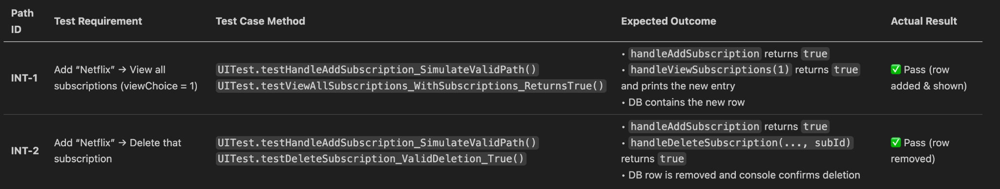 Path ID
Test Requirement
Test Case Method
Expected Outcome
Actual Result
INT-1
Add “Netflix” → View all
subscriptions (viewChoice = 1)
UITest.testHandleAddSubscription_SimulateValidPath()
UITest.testViewAllSubscriptions_WithSubscriptions_ReturnsTrue()
• handleAddSubscription returns true
• handleViewSubscriptions(1) returns true
and prints the new entry
• DB contains the new row
✅ Pass (row
added & shown)
INT-2
Add “Netflix” → Delete that
subscription
UITest.testHandleAddSubscription_SimulateValidPath()
UITest.testDeleteSubscription_ValidDeletion_True()
• handleAddSubscription returns true
• handleDeleteSubscription(..., subId)
returns true
• DB row is removed and console confirms deletion
✅ Pass (row
removed)